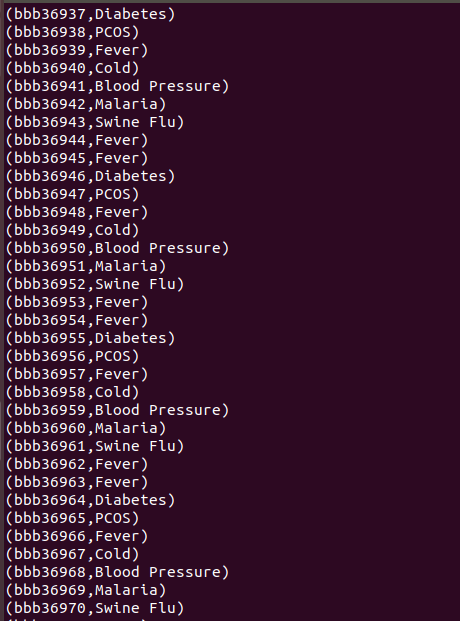 (bbb36937,Diabetes)
(bbb36938,PCOS)
(bbb36939,Fever)
(bbb36940,Cold)
(bbb36941,Blood Pressure)
(bbb36942,Malaria)
(bbb36943,Swine Flu)
(bbb36944,Fever)
(bbb36945,Fever)
(bbb36946,Diabetes)
(bbb36947,PCOS)
(bbb36948,Fever)
(bbb36949,Cold)
(bbb36950,Blood Pressure)
(bbb36951,Malaria)
(bbb36952,Swine Flu)
(bbb36953,Fever)
(bbb36954,Fever)
(bbb36955,Diabetes)
(bbb36956,PCOS)
(bbb36957,Fever)
(bbb36958,Cold)
(bbb36959,Blood Pressure)
(bbb36960,Malaria)
(bbb36961,Swine Flu)
(bbb36962,Fever)
(bbb36963,Fever)
(bbb36964,Diabetes)
(bbb36965,PCOS)
(bbb36966,Fever)
(bbb36967,Cold)
(bbb36968,Blood Pressure)
(bbb36969,Malaria)
(bbb36970,Swine Flu)